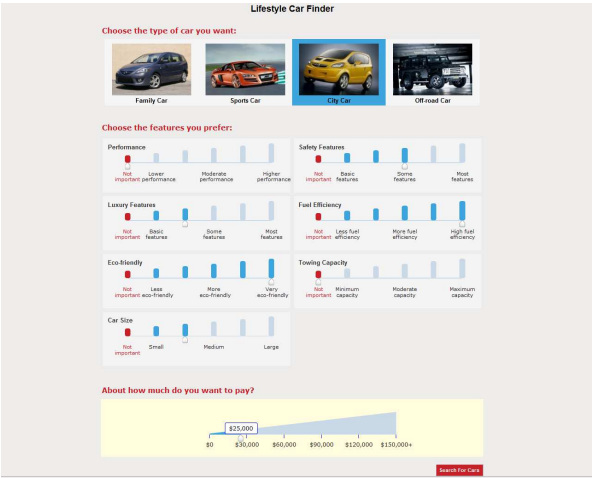 Lifestyle Car Finder
Choose the type of car you want:
Family Car Sports Car City Car Off-road Car
Choose the features you prefer:
Performance
Not important Lower performance Moderate performance Higher performance
Safety Features
Not important Basic features Some features Most features
Luxury Features
Not important Basic features Some features Most features
Fuel Efficiency
Not important Less fuel efficiency More fuel efficiency High fuel efficiency
Eco-friendly
Not important Less eco-friendly More eco-friendly Very eco-friendly
Towing Capacity
Not important Minimum capacity Moderate capacity Maximum capacity
Car Size
Not important Small Medium Large
About how much do you want to pay?
$25,000
$0 $30,000 $60,000 $90,000 $120,000 $150,000+
Search For Cars